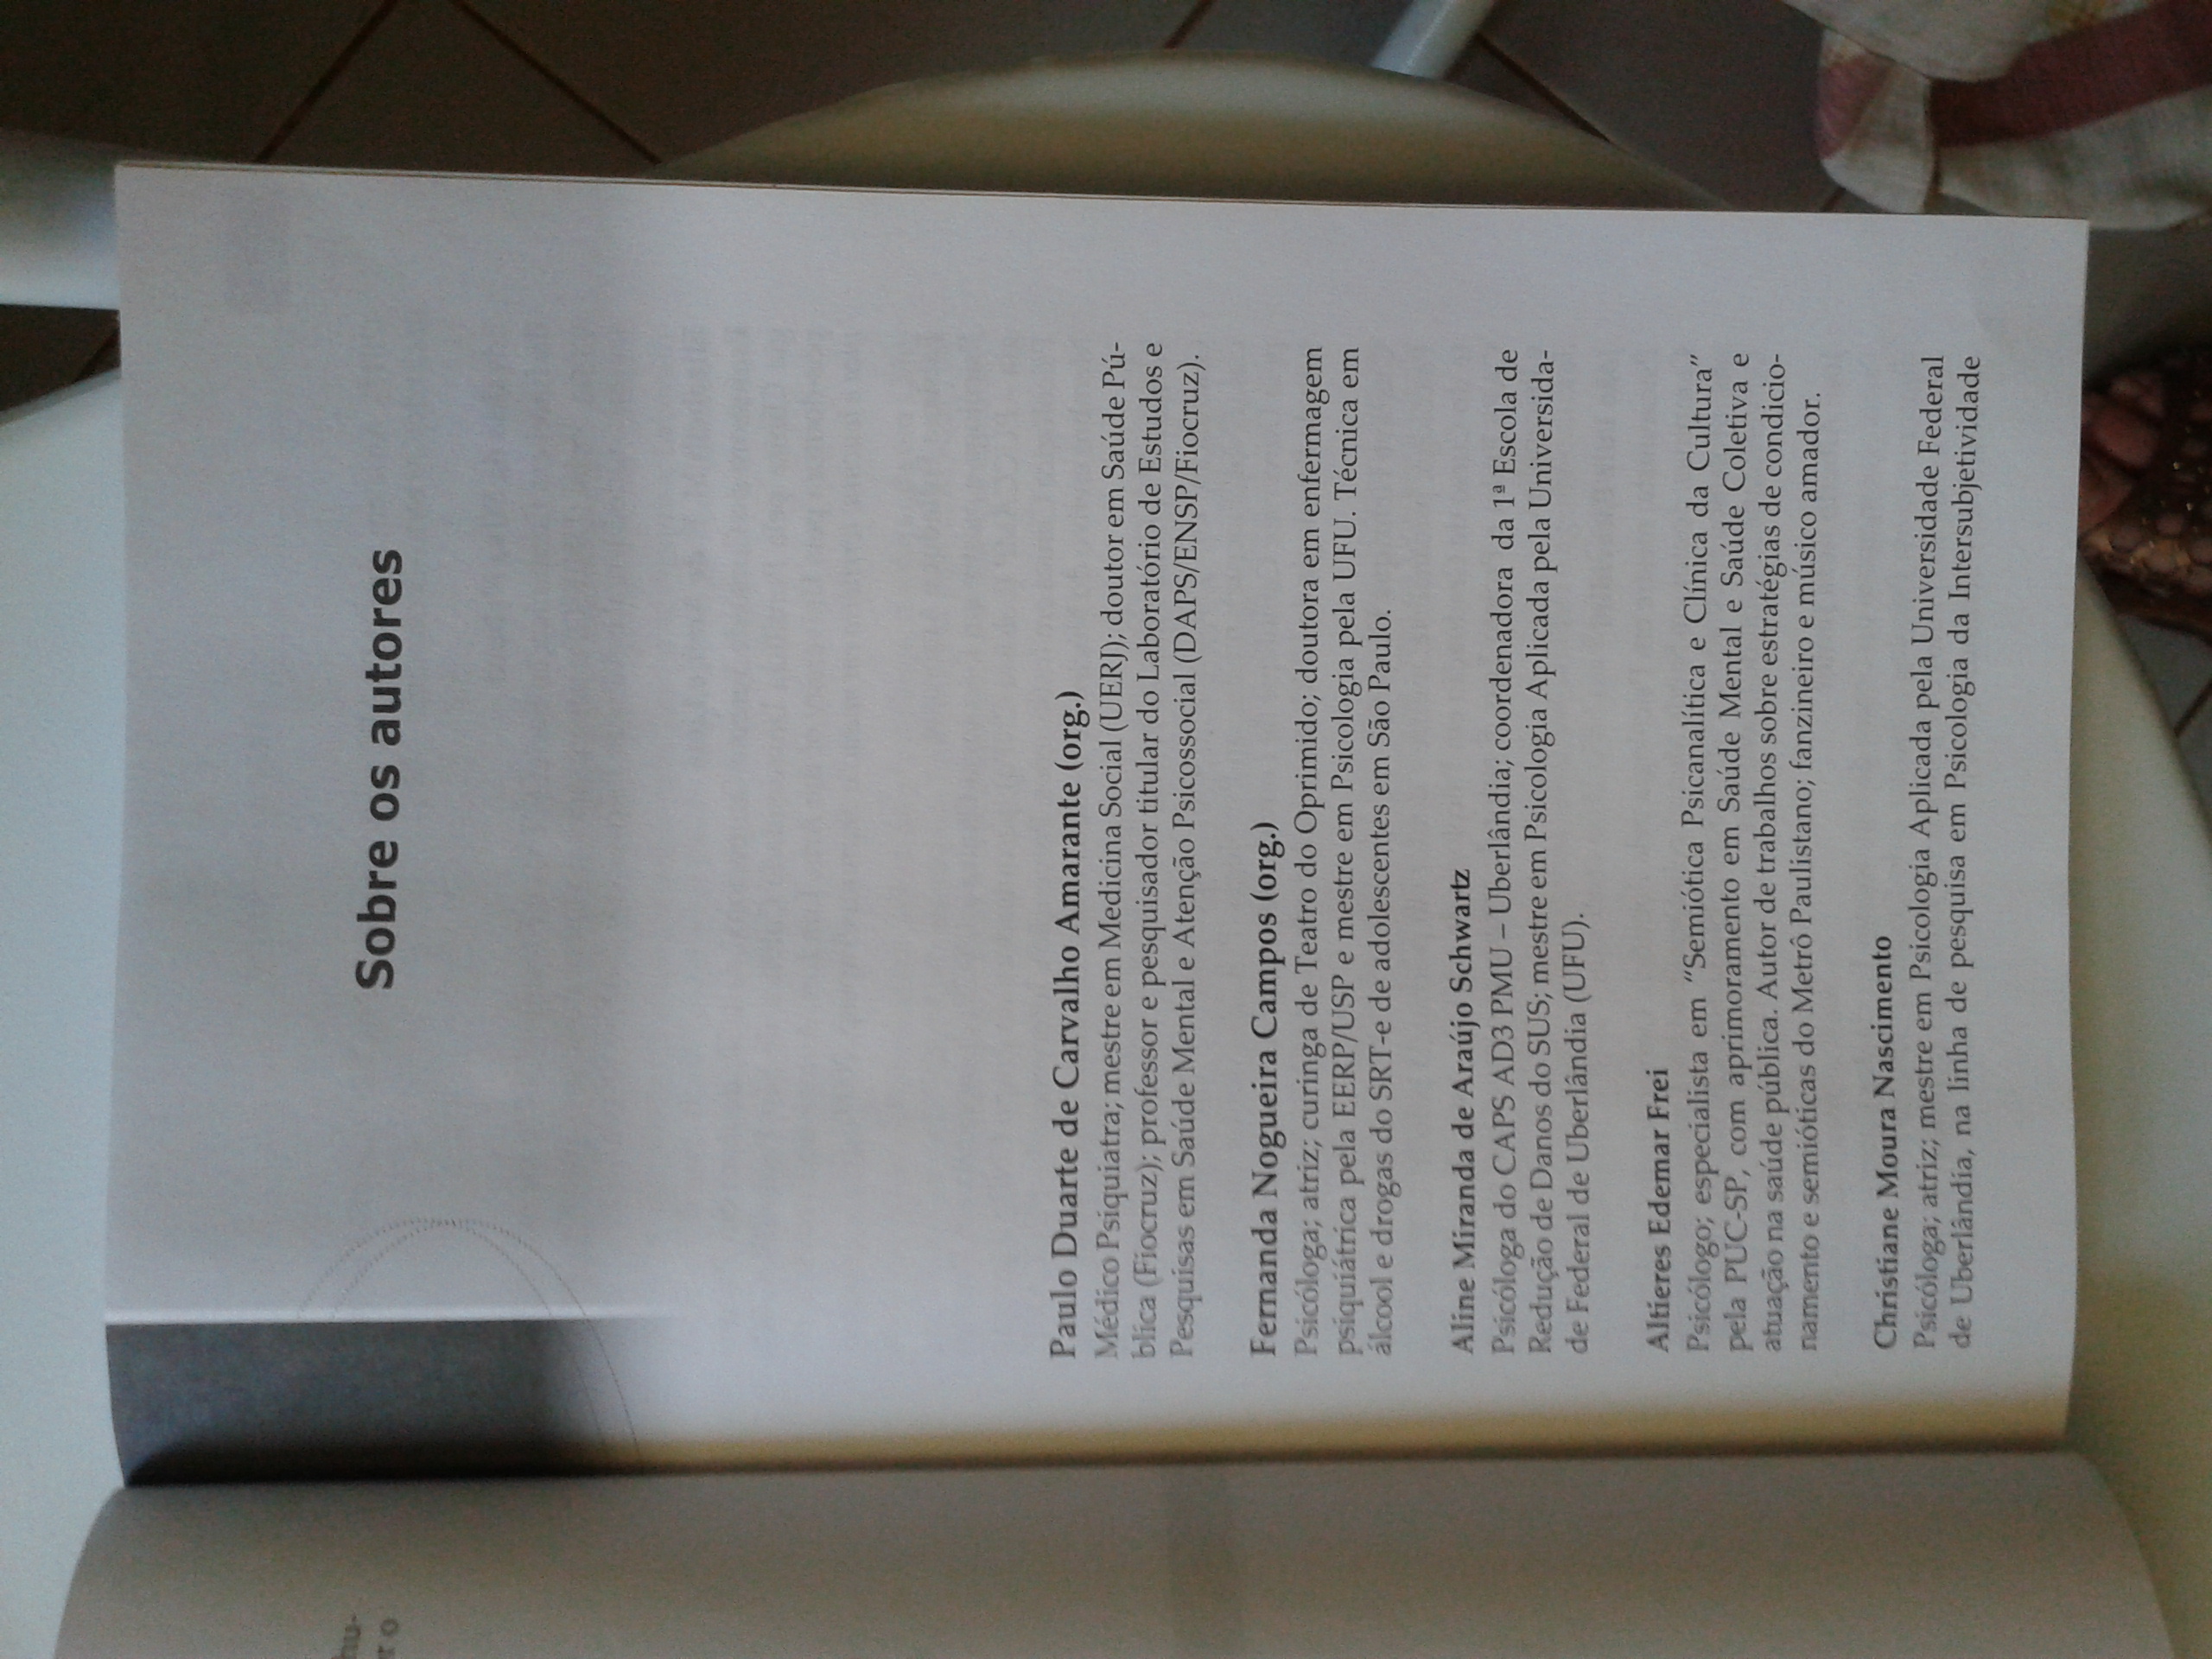 hu-
r o
Sobre os autores
Paulo Duarte de Carvalho Amarante (org.)
Médico Psiquiatra; mestre em Medicina Social (UERJ); doutor em Saúde Pú-
blica (Fiocruz); professor e pesquisador titular do Laboratório de Estudos e
Pesquisas em Saúde Mental e Atenção Psicossocial (DAPS/ENSP/Fiocruz).
Fernanda Nogueira Campos (org.)
Psicóloga; atriz; curinga de Teatro do Oprimido; doutora em enfermagem
psiquiátrica pela EERP/USP e mestre em Psicologia pela UFU. Técnica em
álcool e drogas do SRT-e de adolescentes em São Paulo.
Aline Miranda de Araújo Schwartz
Psicóloga do CAPS AD3 PMU – Uberlândia; coordenadora da 1ª Escola de
Redução de Danos do SUS; mestre em Psicologia Aplicada pela Universida-
de Federal de Uberlândia (UFU).
Altieres Edemar Frei
Psicólogo; especialista em "Semiótica Psicanalítica e Clínica da Cultura"
pela PUC-SP, com aprimoramento em Saúde Mental e Saúde Coletiva e
atuação na saúde pública. Autor de trabalhos sobre estratégias de condicio-
namento e semióticas do Metrô Paulistano; fanzineiro e músico amador.
Christiane Moura Nascimento
Psicóloga; atriz; mestre em Psicologia Aplicada pela Universidade Federal
de Uberlândia, na linha de pesquisa em Psicologia da Intersubjetividade